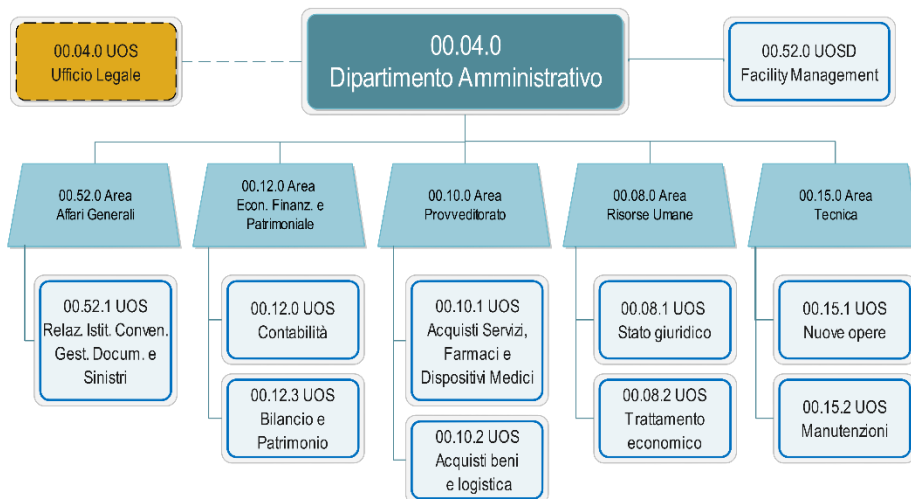 00.04.0 UOS
Ufficio Legale
00.04.0
Dipartimento Amministrativo
00.52.0 UOSD
Facility Management
00.52.0 Area
Affari Generali
00.12.0 Area
Econ. Finanz. e
Patrimoniale
00.10.0 Area
Provveditorato
00.08.0 Area
Risorse Umane
00.15.0 Area
Tecnica
00.52.1 UOS
Relaz. Istit. Conven.
Gest. Docum. e
Sinistri
00.12.0 UOS
Contabilità
00.12.3 UOS
Bilancio e
Patrimonio
00.10.1 UOS
Acquisti Servizi,
Farmaci e
Dispositivi Medici
00.10.2 UOS
Acquisti beni
e logistica
00.08.1 UOS
Stato giuridico
00.08.2 UOS
Trattamento
economico
00.15.1 UOS
Nuove opere
00.15.2 UOS
Manutenzioni